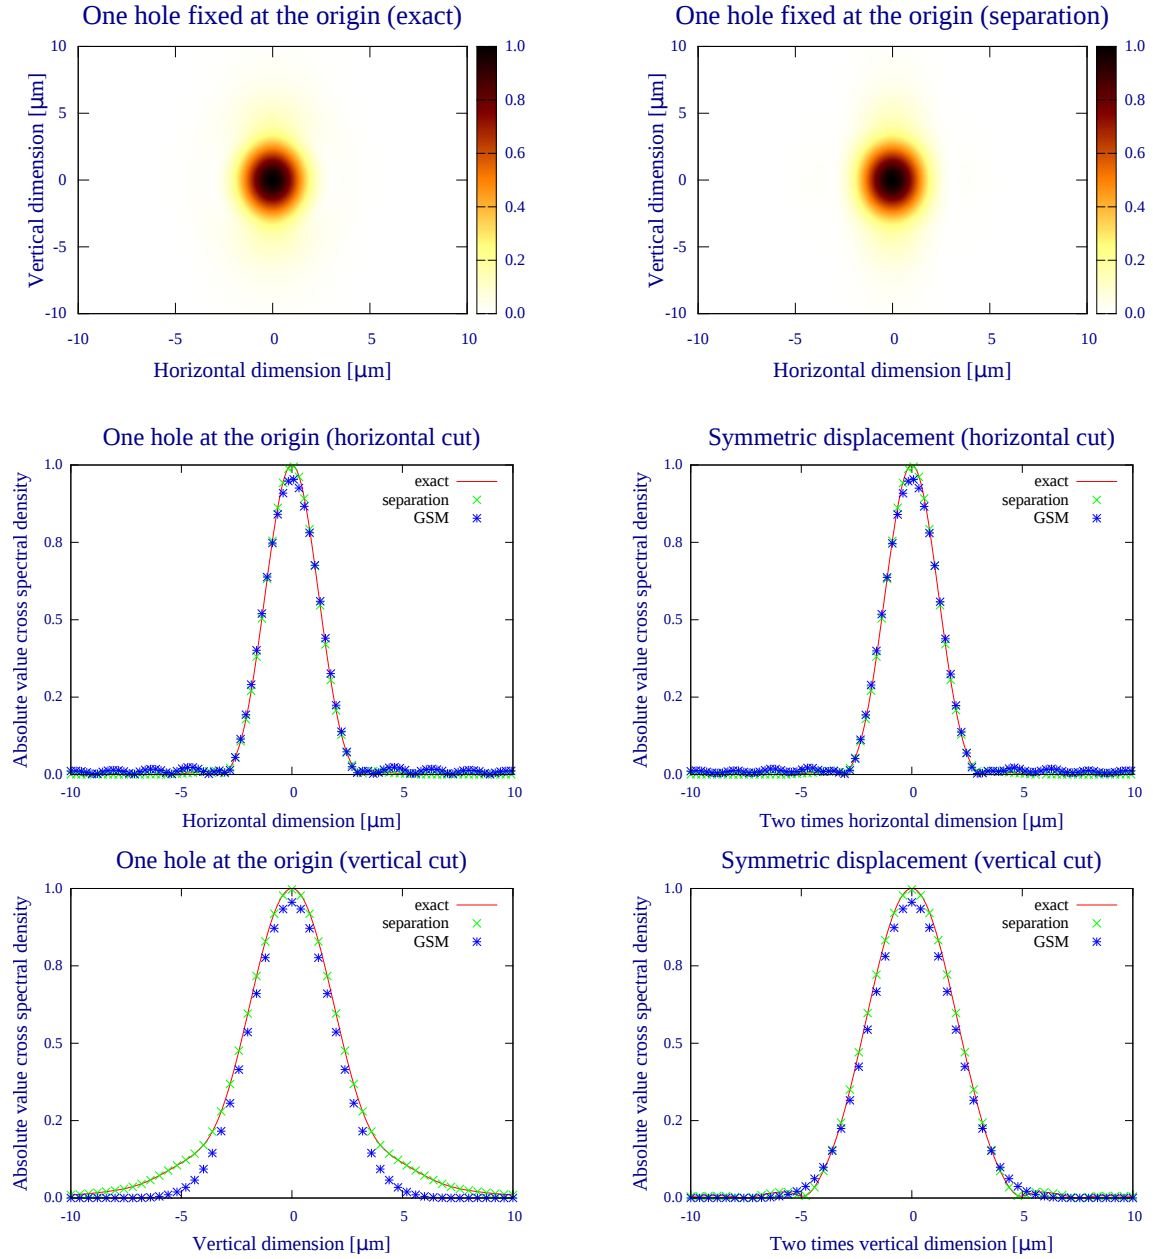 One hole fixed at the origin (exact)
One hole fixed at the origin (separation)
Vertical dimension [µm]
10
5
0
-5
-10
-10 -5 0 5 10
Horizontal dimension [µm]
1.0
0.8
0.6
0.4
0.2
0.0
Vertical dimension [µm]
10
5
0
-5
-10
-10 -5 0 5 10
Horizontal dimension [µm]
1.0
0.8
0.6
0.4
0.2
0.0
One hole at the origin (horizontal cut)
Absolute value cross spectral density
1.0
0.8
0.5
0.2
0.0
exact
separation
GSM
-10 -5 0 5 10
Horizontal dimension [µm]
Symmetric displacement (horizontal cut)
Absolute value cross spectral density
1.0
0.8
0.5
0.2
0.0
exact
separation
GSM
-10 -5 0 5 10
Two times horizontal dimension [µm]
One hole at the origin (vertical cut)
Absolute value cross spectral density
1.0
0.8
0.5
0.2
0.0
exact
separation
GSM
-10 -5 0 5 10
Vertical dimension [µm]
Symmetric displacement (vertical cut)
Absolute value cross spectral density
1.0
0.8
0.5
0.2
0.0
exact
separation
GSM
-10 -5 0 5 10
Two times vertical dimension [µm]